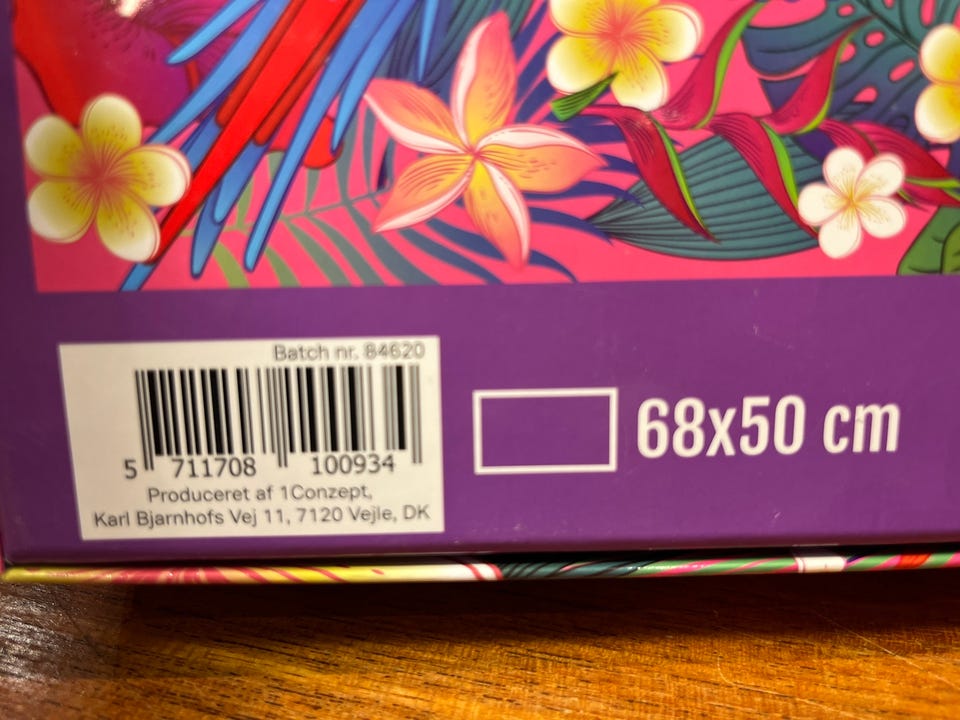 Batch nr. 84620
5 711708 100934
Produceret af 1Conzept,
Karl Bjarnhofs Vej 11, 7120 Vejle, DK
68x50 cm